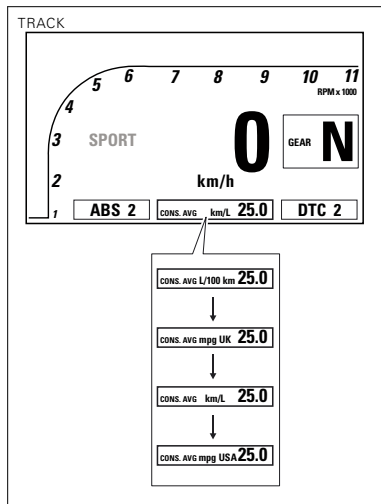 TRACK
5 6 7 8 9 10 11
RPM x 1000
4
3 SPORT 0 GEAR N
2
km/h
1 ABS 2 CONS. AVG km/L 25.0 DTC 2
CONS. AVG L/100 km 25.0
CONS. AVG mpg UK 25.0
CONS. AVG km/L 25.0
CONS. AVG mpg USA 25.0